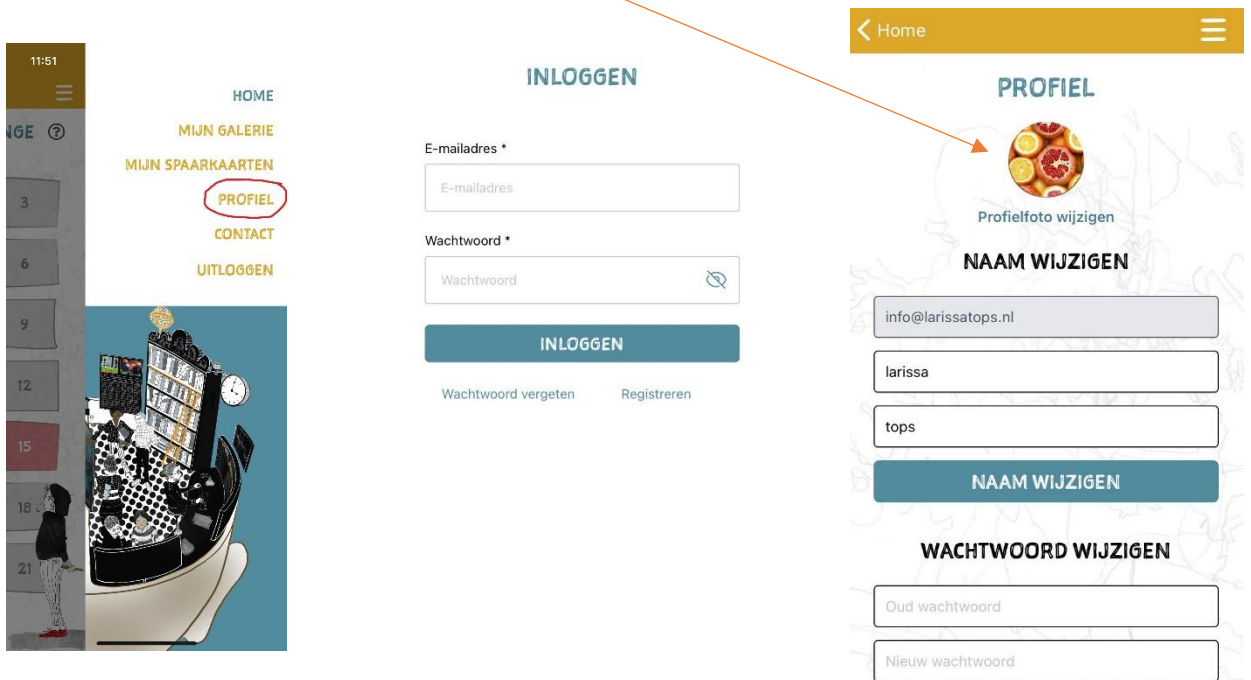 11:51
NGE ?
3
6
9
12
15
18
21
HOME
MIJN GALERIE
MIJN SPAARKAARTEN
PROFIEL
CONTACT
UITLOGGEN
INLOGGEN
E-mailadres *
E-mailadres
Wachtwoord *
Wachtwoord
INLOGGEN
Wachtwoord vergeten Registreren
Home
PROFIEL
Profielfoto wijzigen
NAAM WIJZIGEN
info@larissatops.nl
larissa
tops
NAAM WIJZIGEN
WACHTWOORD WIJZIGEN
Oud wachtwoord
Nieuw wachtwoord